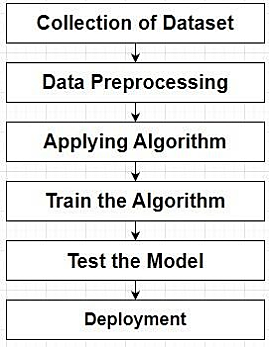 Collection of Dataset
Data Preprocessing
Applying Algorithm
Train the Algorithm
Test the Model
Deployment